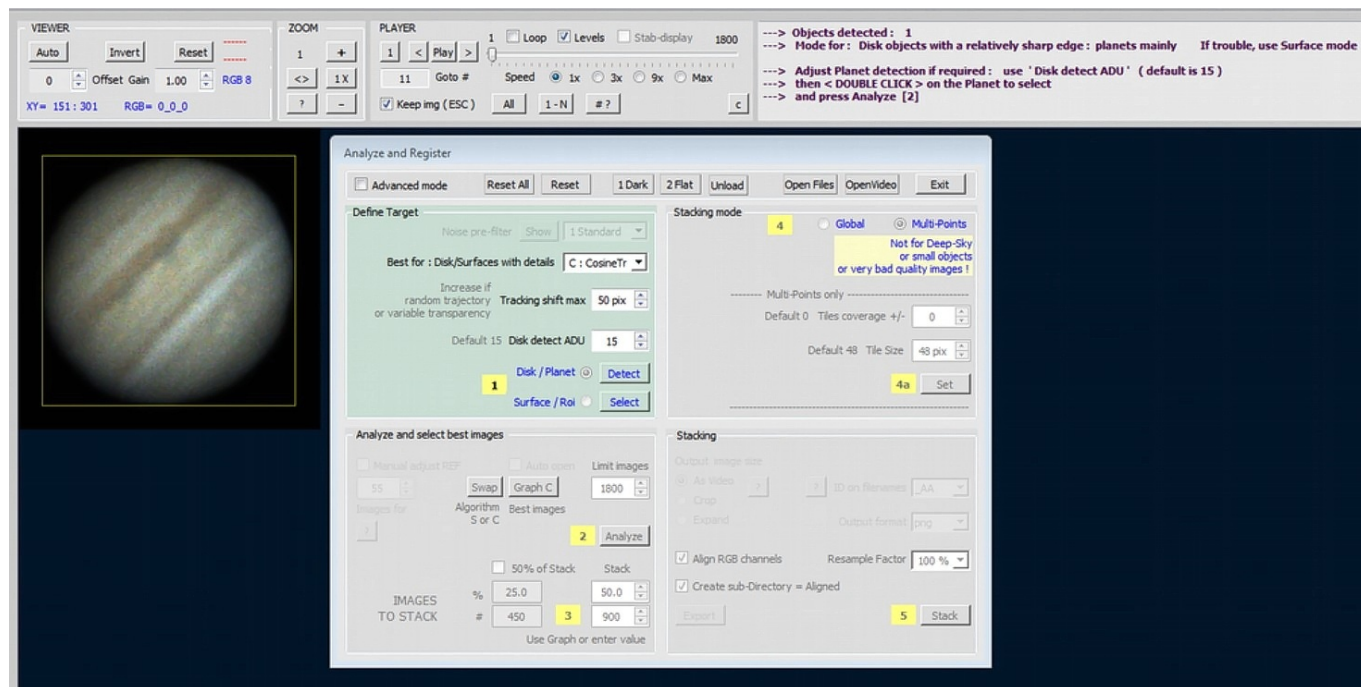 VIEWER
Auto Invert Reset ------ ------
0 Offset Gain 1.00 RGB 8
XY= 151:301 RGB= 0_0_0
ZOOM
1 +
<> 1X
? -
PLAYER
1 < Play > 1 Loop Levels Stab-display 1800
11 Goto # Speed 1x 3x 9x Max
Keep img (ESC) All 1-N #? c
---> Objects detected : 1
---> Mode for : Disk objects with a relatively sharp edge : planets mainly If trouble, use Surface mode
---> Adjust Planet detection if required : use 'Disk detect ADU' ( default is 15 )
---> then < DOUBLE CLICK > on the Planet to select
---> and press Analyze [2]
Analyze and Register
Advanced mode Reset All Reset 1 Dark 2 Flat Unload Open Files OpenVideo Exit
Define Target
Noise pre-filter Show 1 Standard
Best for : Disk/Surfaces with details C : CosineTr
Increase if
random trajectory
or variable transparency
Tracking shift max 50 pix
Default 15 Disk detect ADU 15
1
Disk / Planet Detect
Surface / Roi Select
Stacking mode
4 Global Multi-Points
Not for Deep-Sky
or small objects
or very bad quality images !
-------- Multi-Points only --------
Default 0 Tiles coverage +/- 0
Default 48 Tile Size 48 pix
4a Set
Analyze and select best images
Manual adjust REF Auto open Limit images
55 Swap Graph C 1800
Images for Algorithm
S or C
Best images
?
2 Analyze
50% of Stack Stack
IMAGES
TO STACK
% 25.0 50.0
# 450 3 900
Use Graph or enter value
Stacking
Output image size
As Video ? ? ID on filenames _AA
Crop
Expand Output format png
Align RGB channels Resample Factor 100 %
Create sub-Directory = Aligned
Export 5 Stack